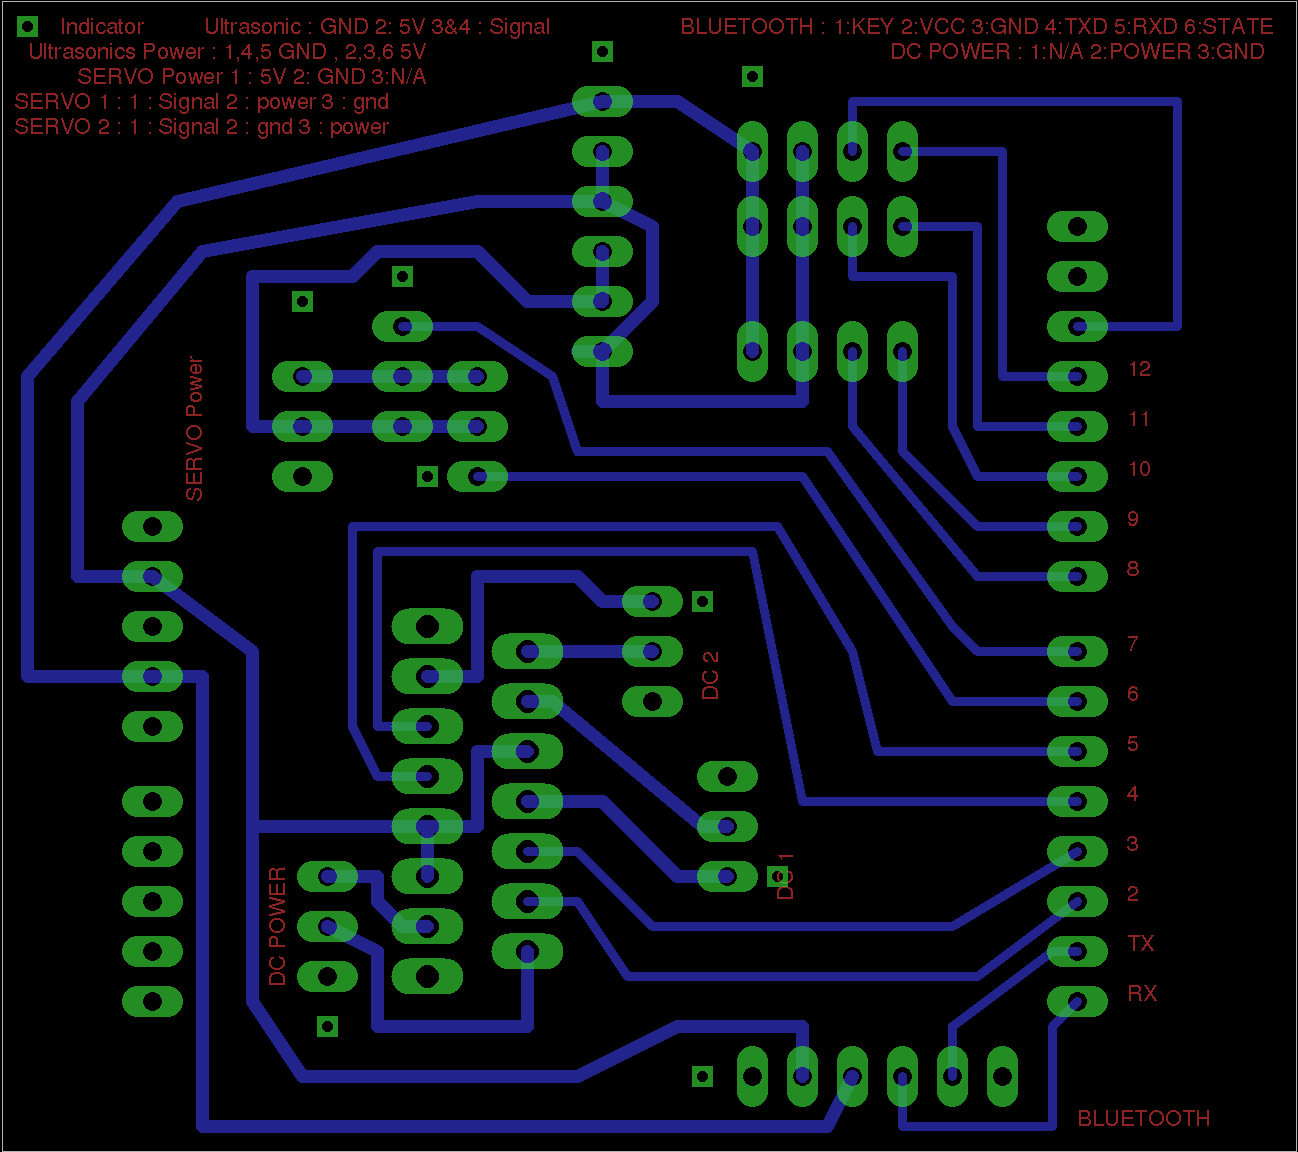 Indicator
Ultrasonic : GND 2: 5V 3&4 : Signal
BLUETOOTH : 1:KEY 2:VCC 3:GND 4:TXD 5:RXD 6:STATE
Ultrasonics Power : 1,4,5 GND , 2,3,6 5V
DC POWER : 1:N/A 2:POWER 3:GND
SERVO Power 1 : 5V 2: GND 3:N/A
SERVO 1 : 1 : Signal 2 : power 3 : gnd
SERVO 2 : 1 : Signal 2 : gnd 3 : power
SERVO Power
12
11
10
9
8
7
6
5
4
3
2
TX
RX
DC 2
DC 1
DC POWER
BLUETOOTH